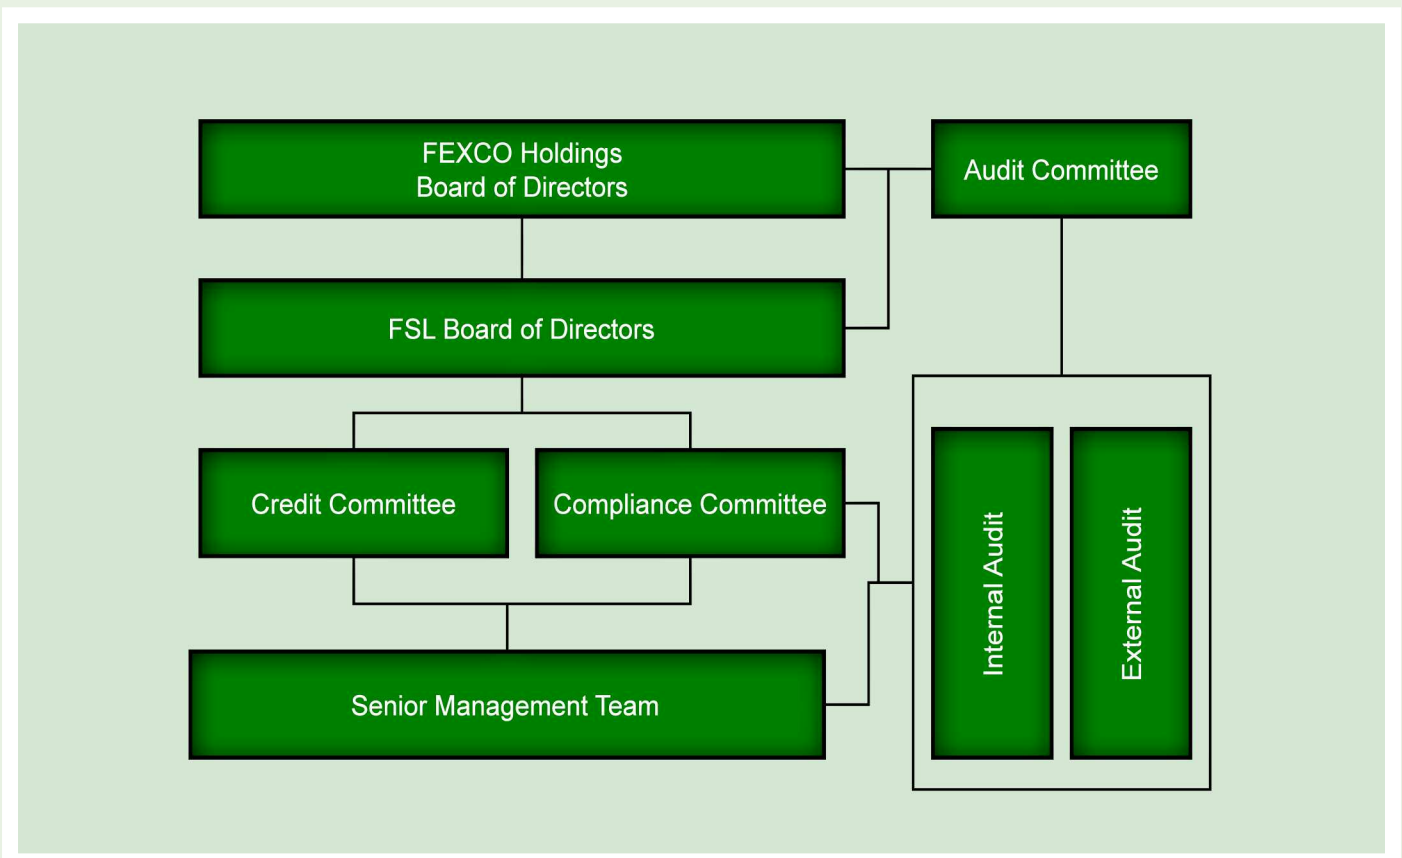 FEXCO Holdings
Board of Directors
Audit Committee
FSL Board of Directors
Credit Committee
Compliance Committee
Internal Audit
External Audit
Senior Management Team